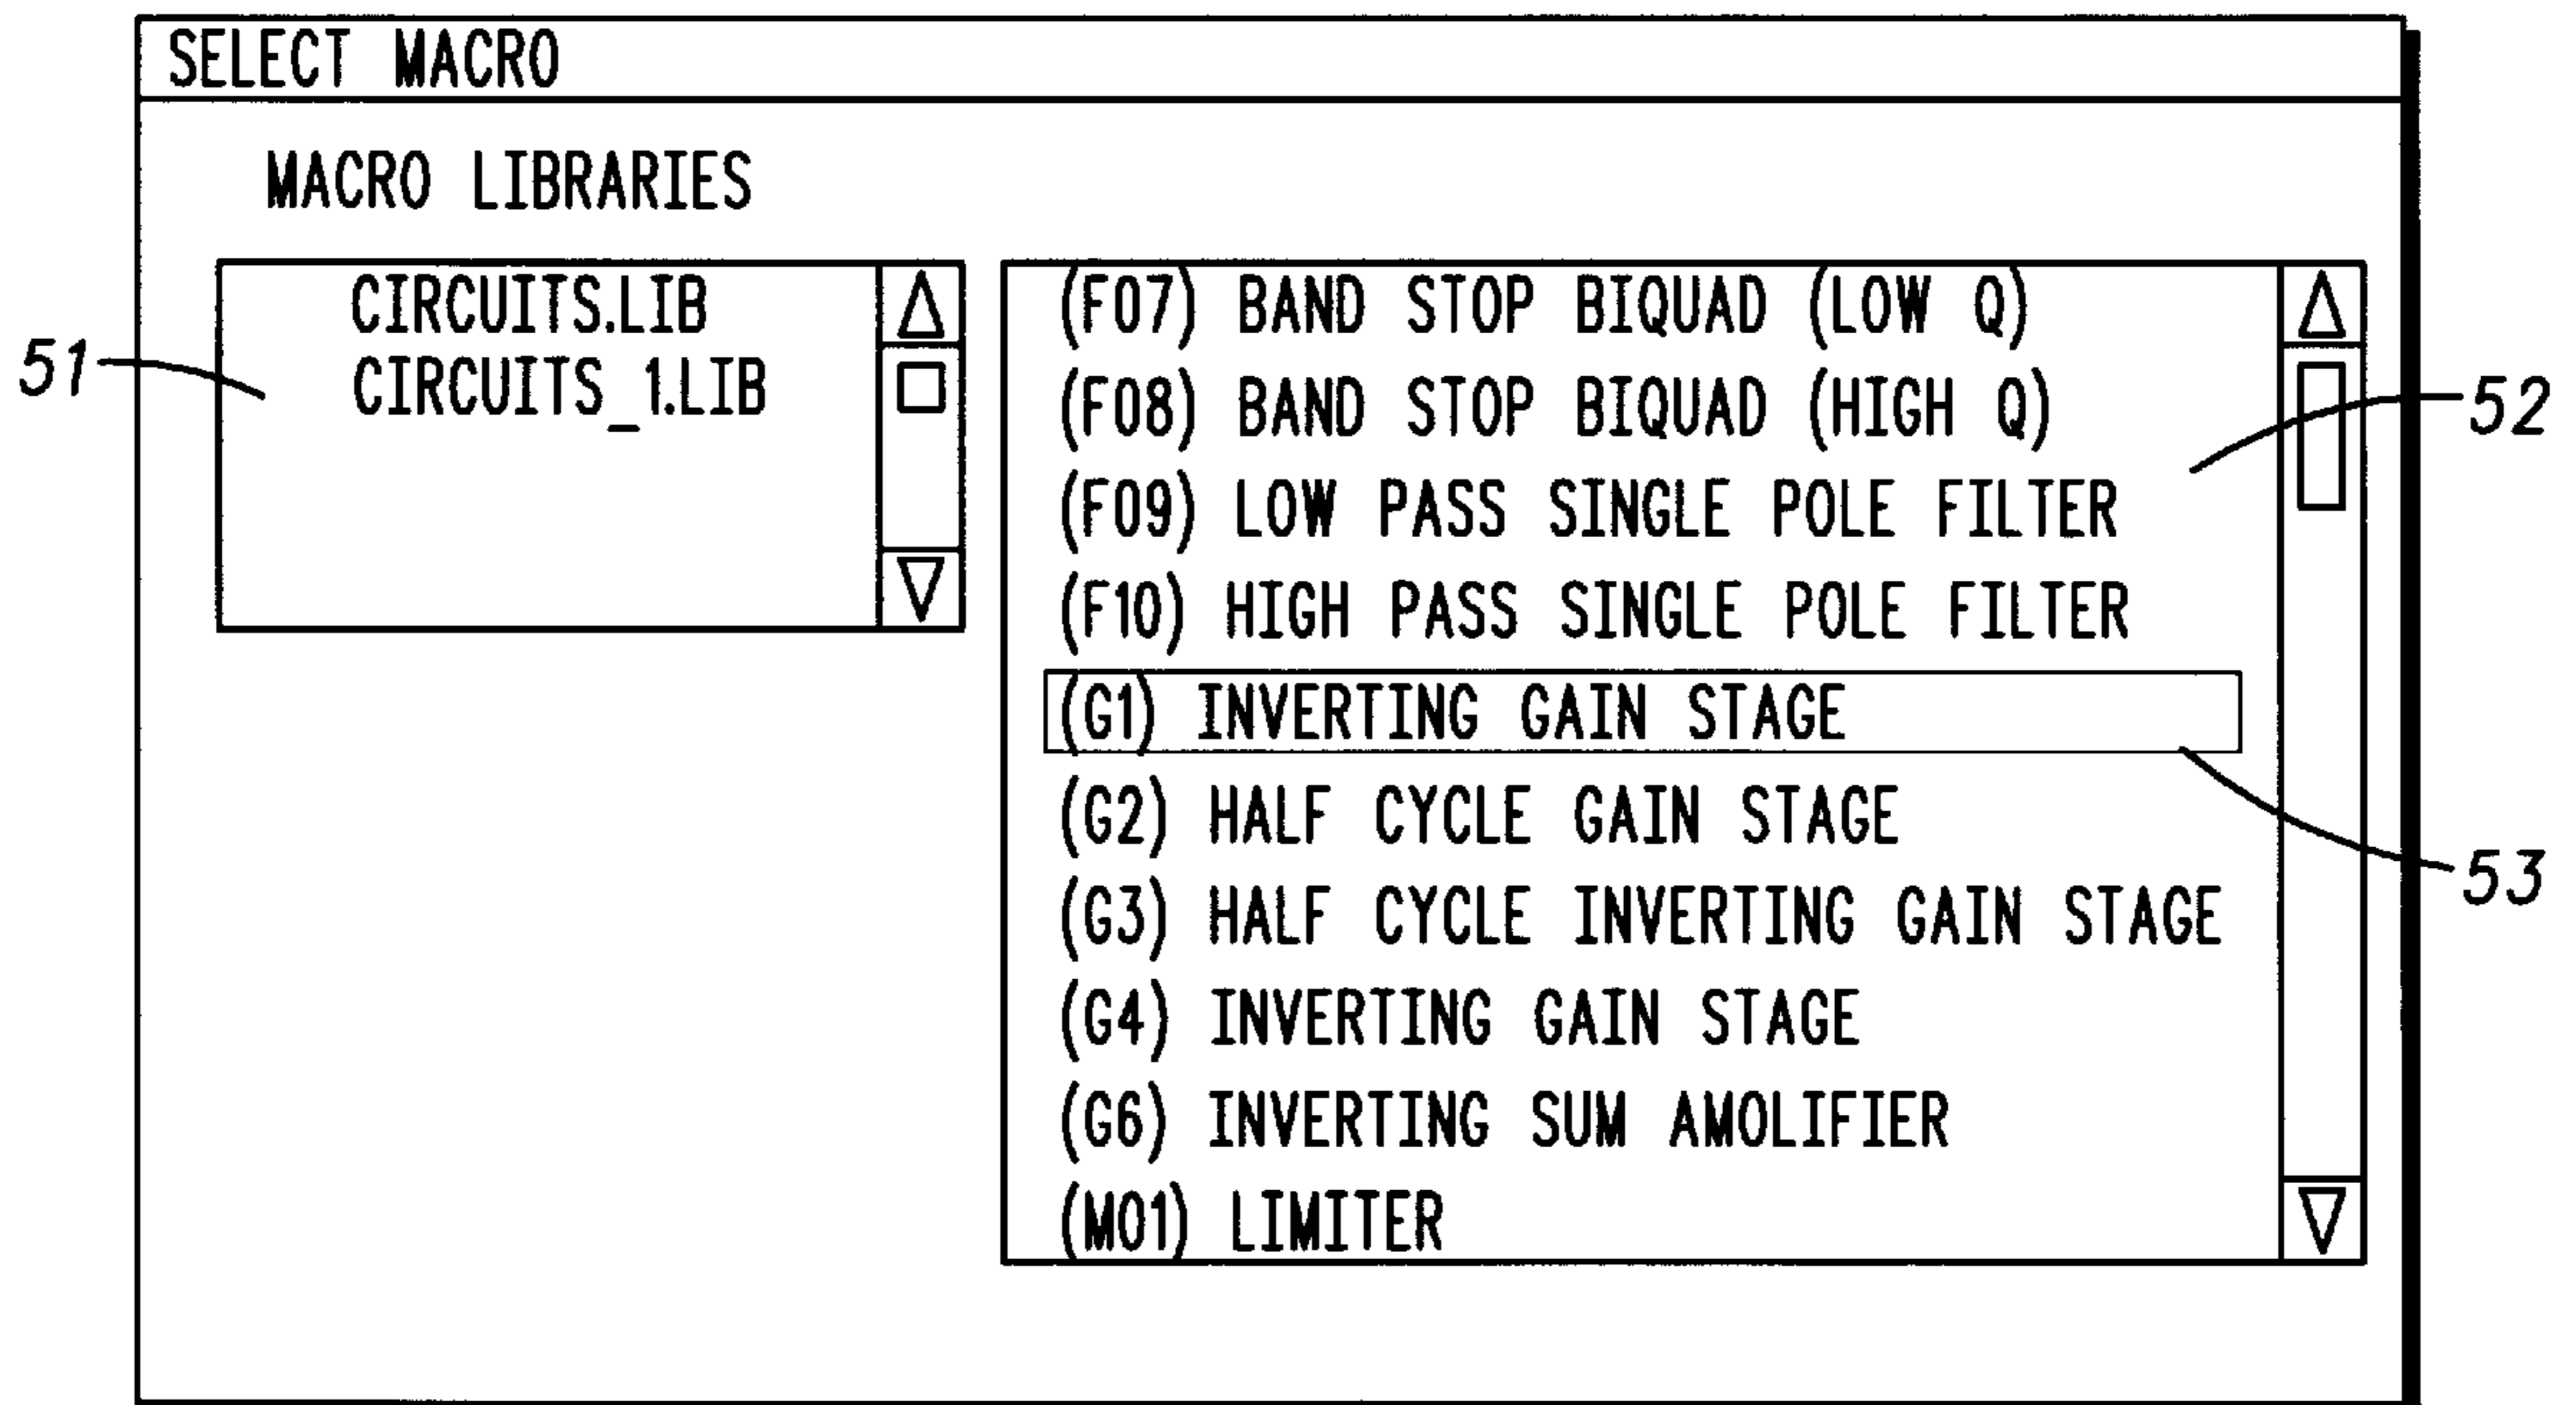 SELECT MACRO
MACRO LIBRARIES
CIRCUITS.LIB
CIRCUITS_1.LIB
51
(F07) BAND STOP BIQUAD (LOW Q)
(F08) BAND STOP BIQUAD (HIGH Q)
(F09) LOW PASS SINGLE POLE FILTER
(F10) HIGH PASS SINGLE POLE FILTER
(G1) INVERTING GAIN STAGE
(G2) HALF CYCLE GAIN STAGE
(G3) HALF CYCLE INVERTING GAIN STAGE
(G4) INVERTING GAIN STAGE
(G6) INVERTING SUM AMOLIFIER
(M01) LIMITER
52
53